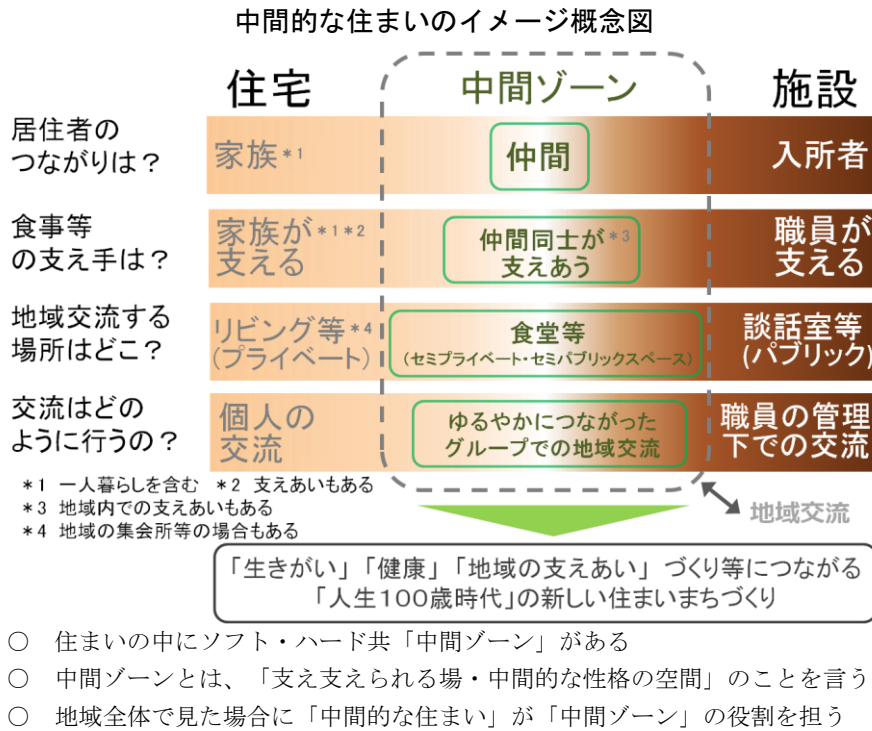 中間的な住まいのイメージ概念図
住宅 中間ゾーン 施設
居住者の
つながりは？
家族*1
仲間
入所者
食事等
の支え手は？
家族が*1*2
支える
仲間同士が*3
支えあう
職員が
支える
地域交流する
場所はどこ？
リビング等*4
(プライベート)
食堂等
(セミプライベート・セミパブリックスペース)
談話室等
(パブリック)
交流はどの
ように行うの？
個人の
交流
ゆるやかにつながった
グループでの地域交流
職員の管理
下での交流
*1 一人暮らしを含む *2 支えあいもある
*3 地域内での支えあいもある
*4 地域の集会所等の場合もある
地域交流
「生きがい」「健康」「地域の支えあい」づくり等につながる
「人生100歳時代」の新しい住まいまちづくり
○ 住まいの中にソフト・ハード共「中間ゾーン」がある
○ 中間ゾーンとは、「支え支えられる場・中間的な性格の空間」のことを言う
○ 地域全体で見た場合に「中間的な住まい」が「中間ゾーン」の役割を担う